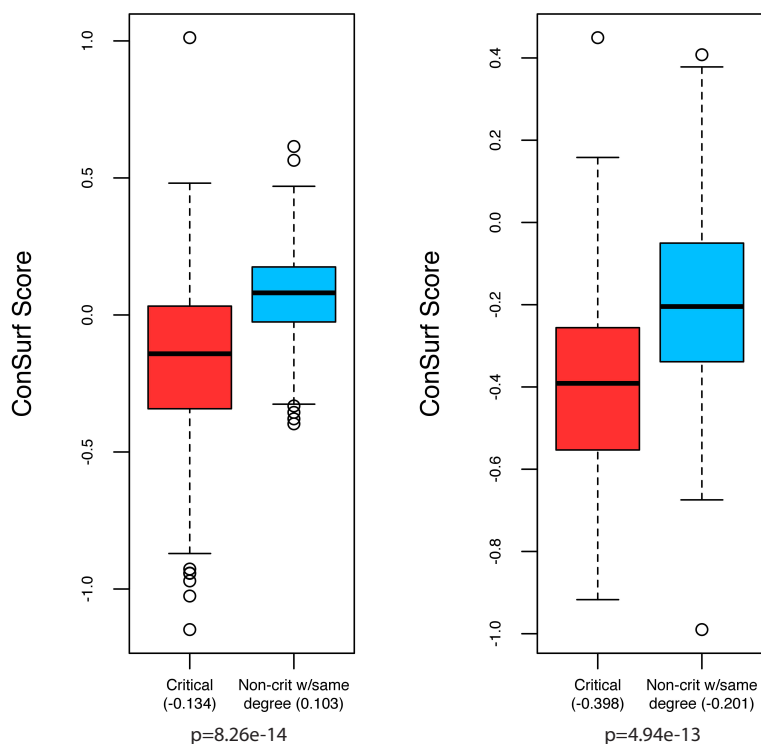 ConSurf Score
1.0
0.5
0.0
-0.5
-1.0
Critical
(-0.134)
Non-crit w/same
degree (0.103)
p=8.26e-14
ConSurf Score
0.4
0.2
0.0
-0.2
-0.4
-0.6
-0.8
-1.0
Critical
(-0.398)
Non-crit w/same
degree (-0.201)
p=4.94e-13